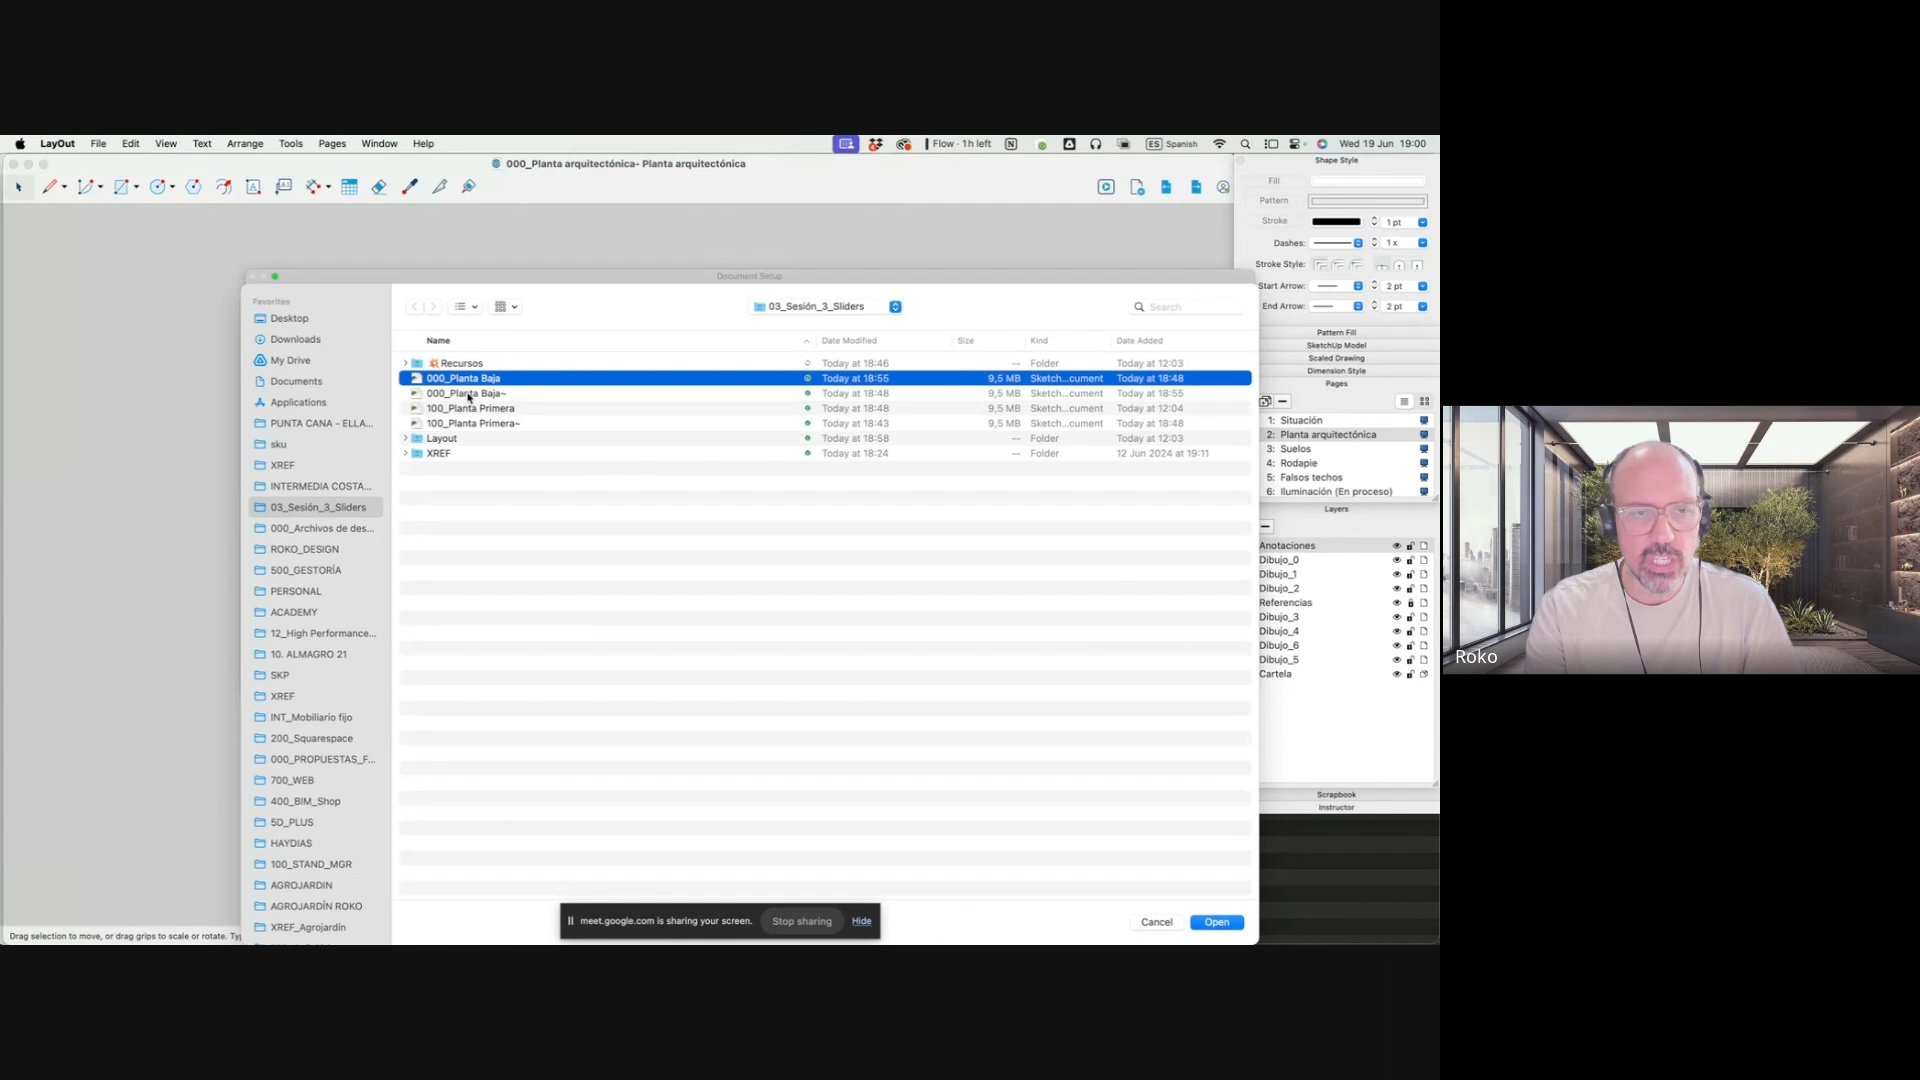 LayOut File Edit View Text Arrange Tools Pages Window Help Flow · 1h left ES Spanish Wed 19 Jun 19:00
000_Planta arquitectónica- Planta arquitectónica
Shape Style
Fill
Pattern
Stroke 1 pt
Dashes: 1 x
Stroke Style:
Start Arrow: 2 pt
End Arrow: 2 pt
Pattern Fill
SketchUp Model
Scaled Drawing
Dimension Style
Pages
1: Situación
2: Planta arquitectónica
3: Suelos
4: Rodapie
5: Falsos techos
6: Iluminación (En proceso)
Layers
Anotaciones
Dibujo_0
Dibujo_1
Dibujo_2
Referencias
Dibujo_3
Dibujo_4
Dibujo_6
Dibujo_5
Cartela
Scrapbook
Instructor
Document Setup
Favorites
Desktop
Downloads
My Drive
Documents
Applications
PUNTA CANA - ELLA...
sku
XREF
INTERMEDIA COSTA...
03_Sesión_3_Sliders
000_Archivos de des...
ROKO_DESIGN
500_GESTORÍA
PERSONAL
ACADEMY
12_High Performance...
10. ALMAGRO 21
SKP
XREF
INT_Mobiliario fijo
200_Squarespace
000_PROPUESTAS_F...
700_WEB
400_BIM_Shop
5D_PLUS
HAYDIAS
100_STAND_MGR
AGROJARDIN
AGROJARDÍN ROKO
XREF_Agrojardín
03_Sesión_3_Sliders
Search
Name Date Modified Size Kind Date Added
Recursos Today at 18:46 -- Folder Today at 12:03
000_Planta Baja Today at 18:55 9,5 MB Sketch...cument Today at 18:48
000_Planta Baja~ Today at 18:48 9,5 MB Sketch...cument Today at 18:55
100_Planta Primera Today at 18:48 9,5 MB Sketch...cument Today at 12:04
100_Planta Primera~ Today at 18:43 9,5 MB Sketch...cument Today at 18:48
Layout Today at 18:58 -- Folder Today at 12:03
XREF Today at 18:24 -- Folder 12 Jun 2024 at 19:11
meet.google.com is sharing your screen. Stop sharing Hide
Cancel Open
Drag selection to move, or drag grips to scale or rotate. Ty
Roko